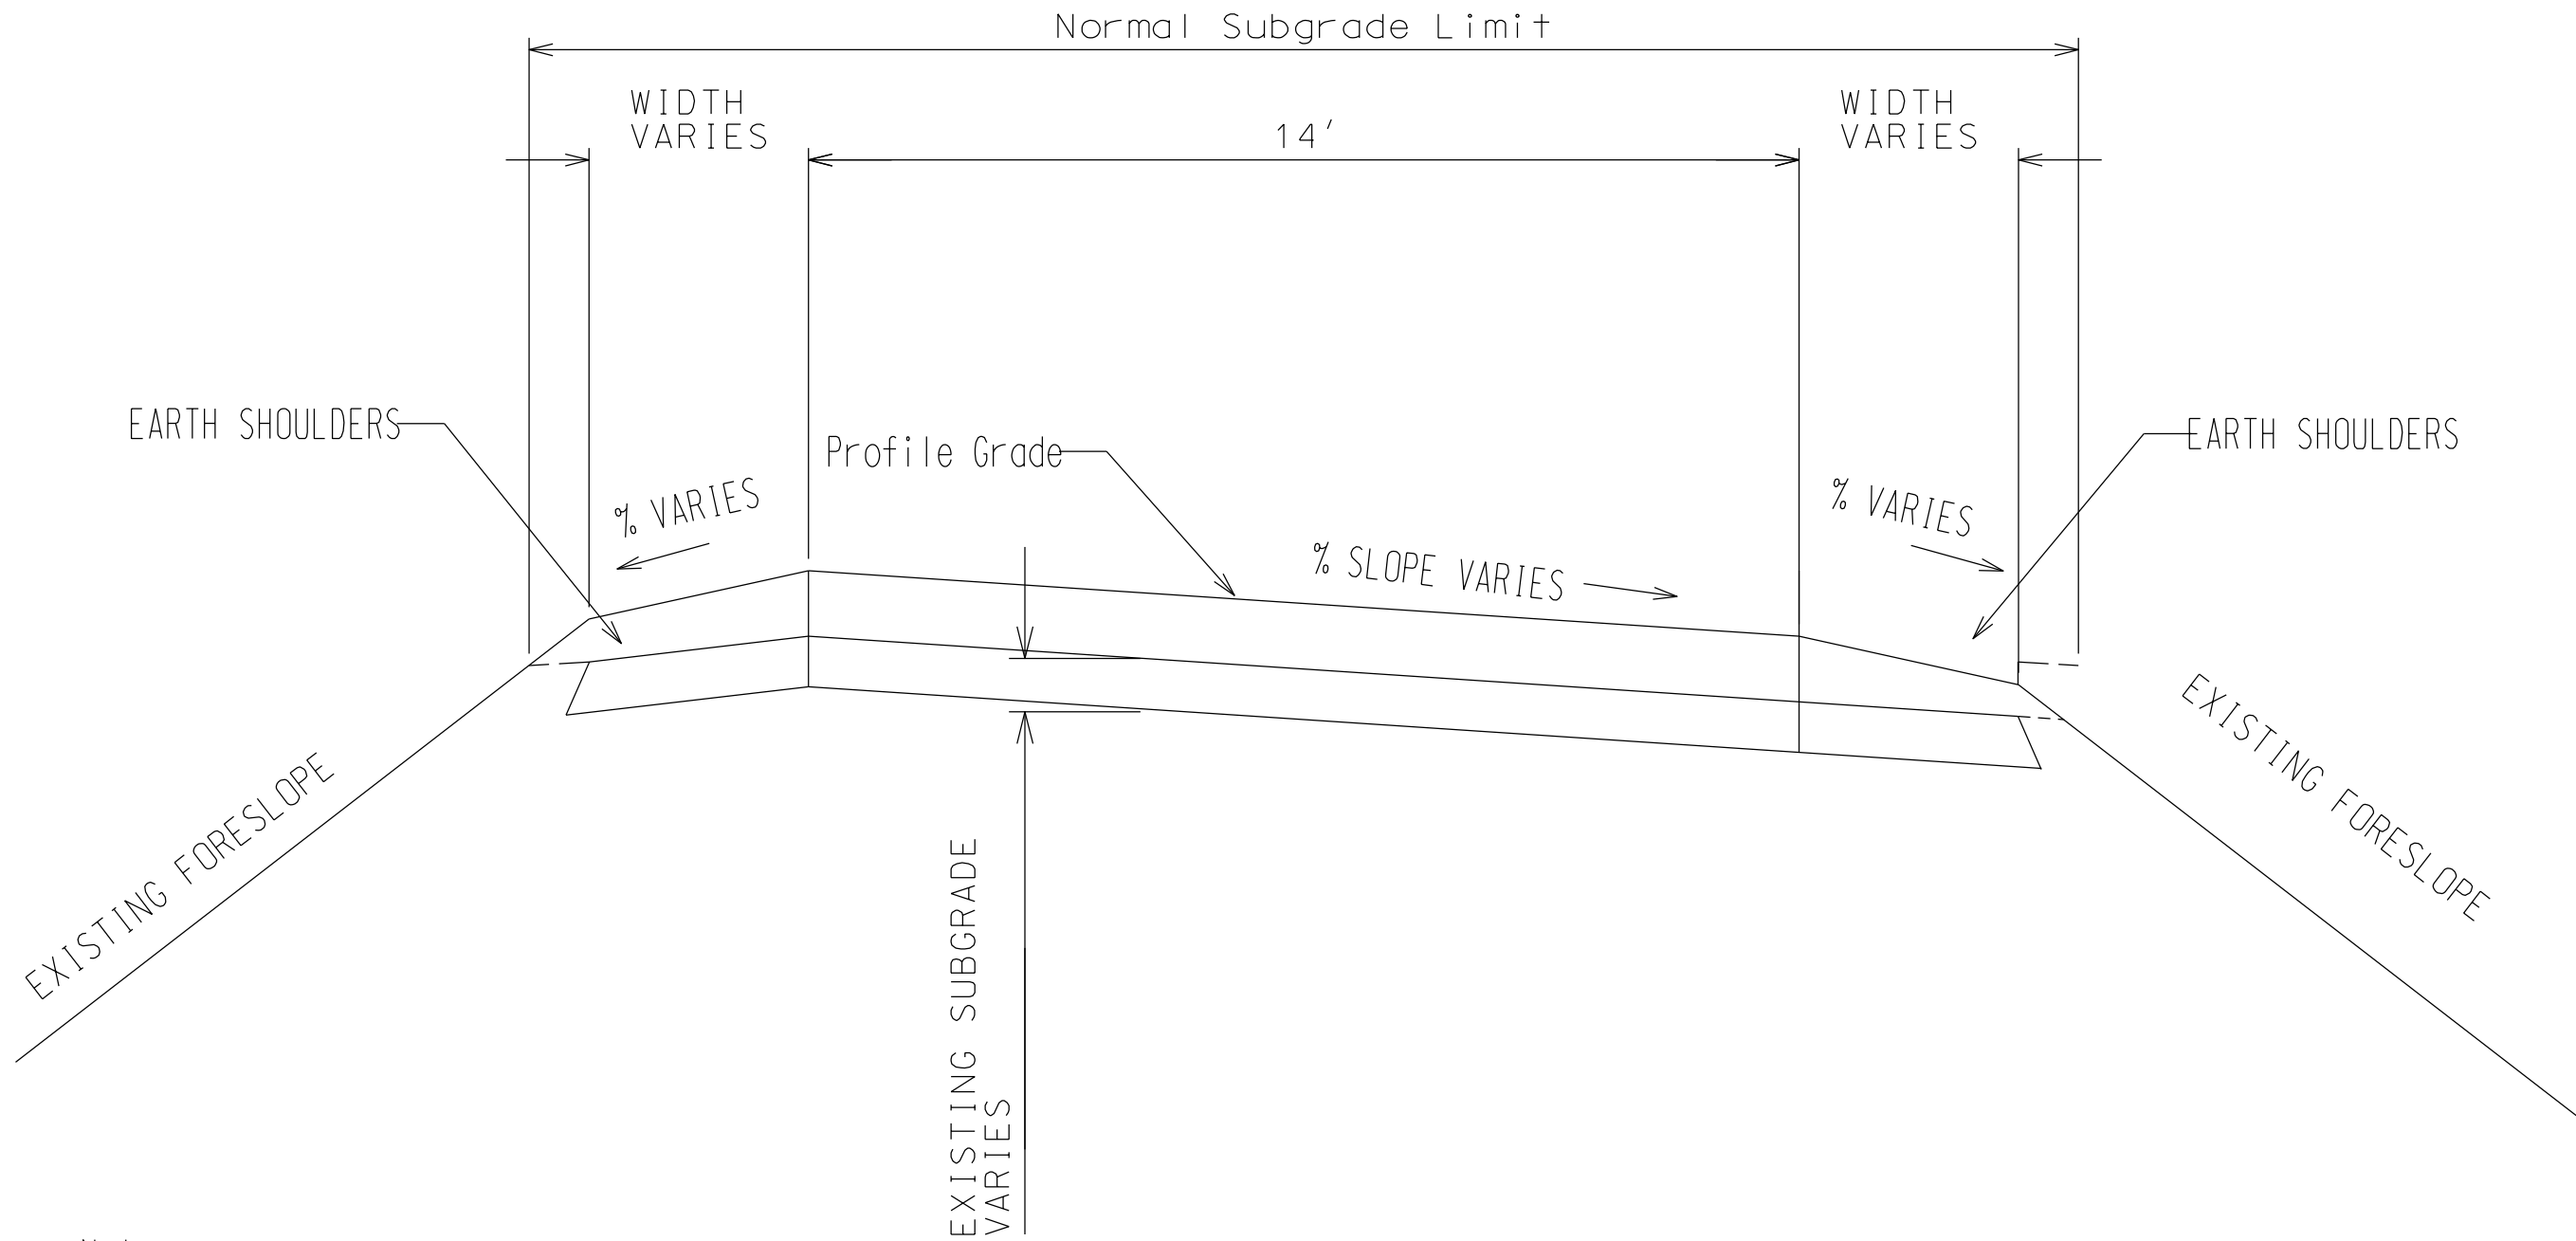 Normal Subgrade Limit
WIDTH
VARIES
14'
WIDTH
VARIES
EARTH SHOULDERS
Profile Grade
EARTH SHOULDERS
% VARIES
% SLOPE VARIES
% VARIES
EXISTING FORESLOPE
EXISTING FORESLOPE
EXISTING SUBGRADE
VARIES